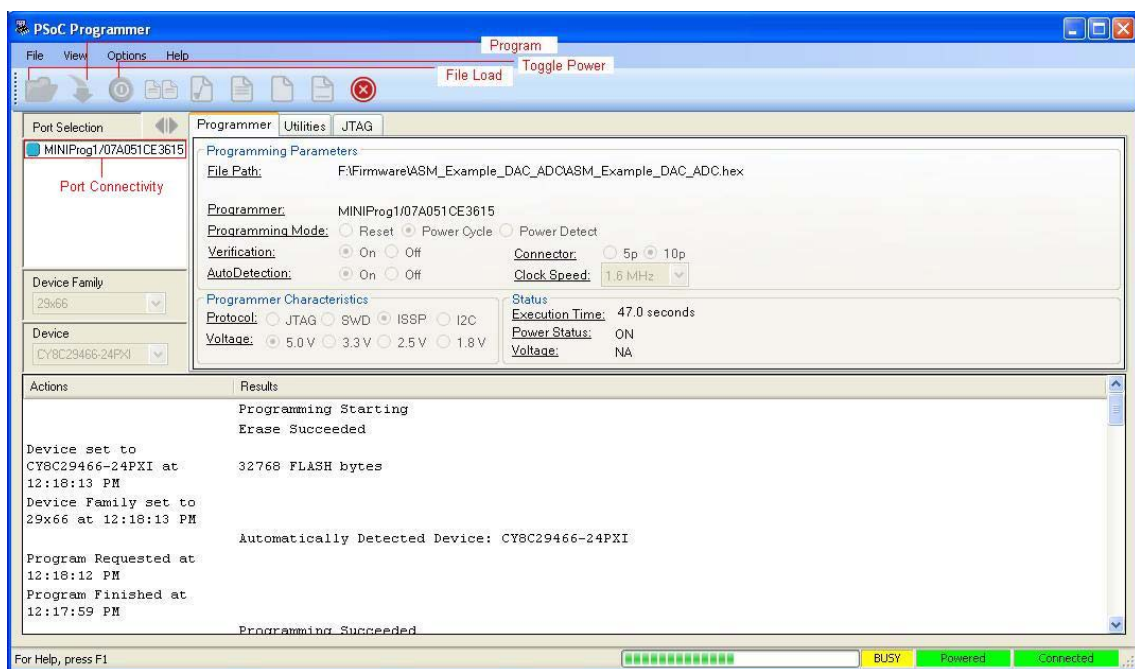 PSoC Programmer
File View Options Help
Program
Toggle Power
File Load
Port Selection
Programmer Utilities JTAG
MINIProg1/07A051CE3615
Port Connectivity
Programming Parameters
File Path: F:\Firmware\ASM_Example_DAC_ADC\ASM_Example_DAC_ADC.hex
Programmer: MINIProg1/07A051CE3615
Programming Mode: Reset Power Cycle Power Detect
Verification: On Off Connector: 5p 10p
AutoDetection: On Off Clock Speed: 1.6 MHz
Device Family
29x66
Device
CY8C29466-24PXI
Programmer Characteristics
Protocol: JTAG SWD ISSP I2C
Voltage: 5.0 V 3.3 V 2.5 V 1.8 V
Status
Execution Time: 47.0 seconds
Power Status: ON
Voltage: NA
Actions Results
Programming Starting
Erase Succeeded
Device set to
CY8C29466-24PXI at 32768 FLASH bytes
12:18:13 PM
Device Family set to
29x66 at 12:18:13 PM
Automatically Detected Device: CY8C29466-24PXI
Program Requested at
12:18:12 PM
Program Finished at
12:17:59 PM
Programming Succeeded
For Help, press F1 BUSY Powered Connected